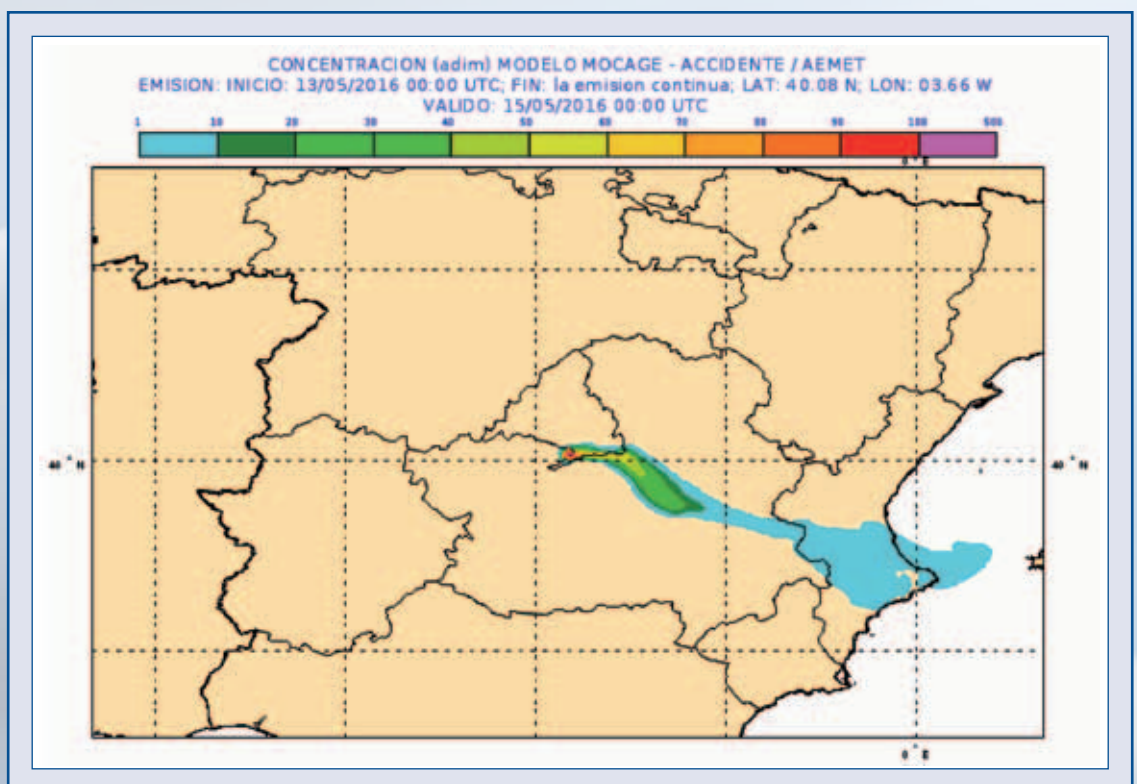 CONCENTRACION (adim) MODELO MOCAGE - ACCIDENTE / AEMET
EMISION: INICIO: 13/05/2016 00:00 UTC; FIN: la emision continua; LAT: 40.08 N; LON: 03.66 W
VALIDO: 15/05/2016 00:00 UTC
1 10 20 30 40 50 60 70 80 90 100 500
0 ° E
40 ° N 40 ° N
0 ° E